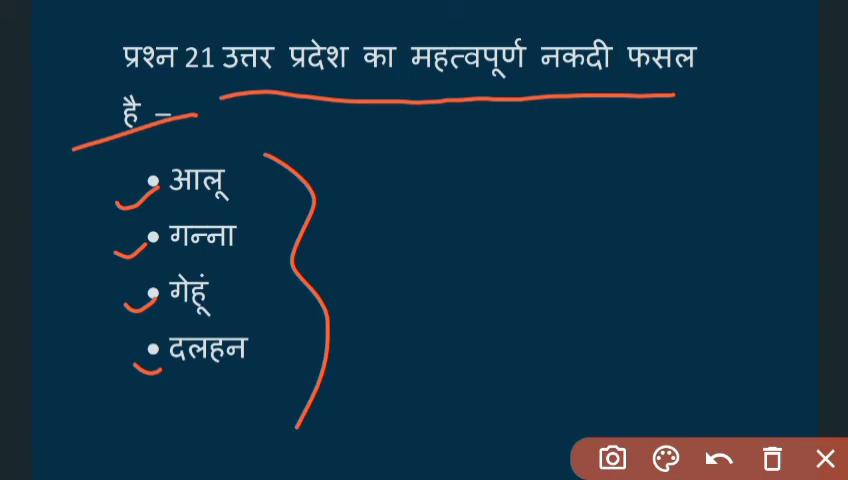 प्रश्न 21 उत्तर प्रदेश का महत्वपूर्ण नकदी फसल
है –
• आलू
• गन्ना
• गेहूं
• दलहन